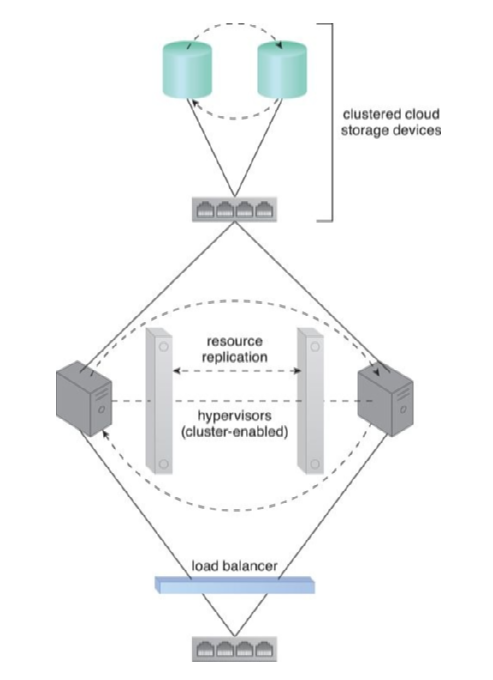 clustered cloud
storage devices
resource
replication
hypervisors
(cluster-enabled)
load balancer